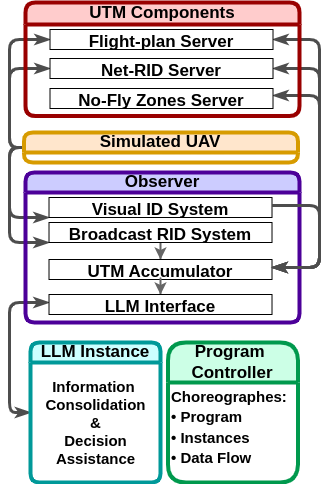 UTM Components
Flight-plan Server
Net-RID Server
No-Fly Zones Server
Simulated UAV
Observer
Visual ID System
Broadcast RID System
UTM Accumulator
LLM Interface
LLM Instance
Information
Consolidation
&
Decision
Assistance
Program
Controller
Choreographes:
• Program
• Instances
• Data Flow